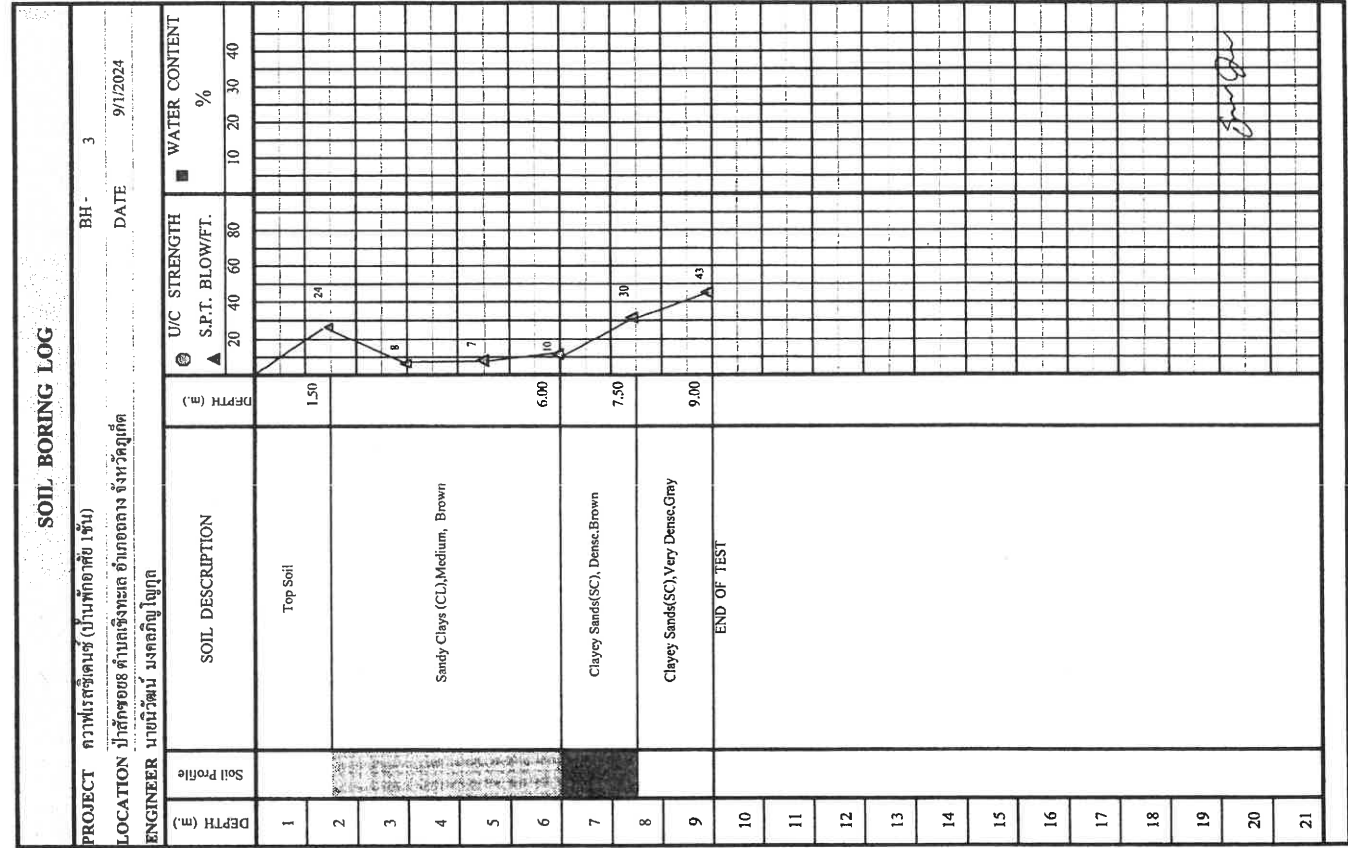 SOIL BORING LOG
PROJECT ควาฟเรสซิเดนซ์ (บ้านพักอาศัย 1ชั้น) BH - 3
LOCATION ป่าสักซอย8 ตำบลเชิงทะเล อำเภอถลาง จังหวัดภูเก็ต DATE 9/1/2024
ENGINEER นายนิวัฒน์ มงคลภิญโญกุล
DEPTH (m.) Soil Profile SOIL DESCRIPTION DEPTH (m.) U/C STRENGTH WATER CONTENT
S.P.T. BLOW/FT. %
20 40 60 80 10 20 30 40
1 Top Soil
1.50 24
2
3 8
4 Sandy Clays (CL),Medium, Brown
5 7
6 6.00 10
7 Clayey Sands(SC), Dense,Brown
7.50 30
8
Clayey Sands(SC),Very Dense,Gray
9 9.00 43
END OF TEST
10
11
12
13
14
15
16
17
18
19
20
21